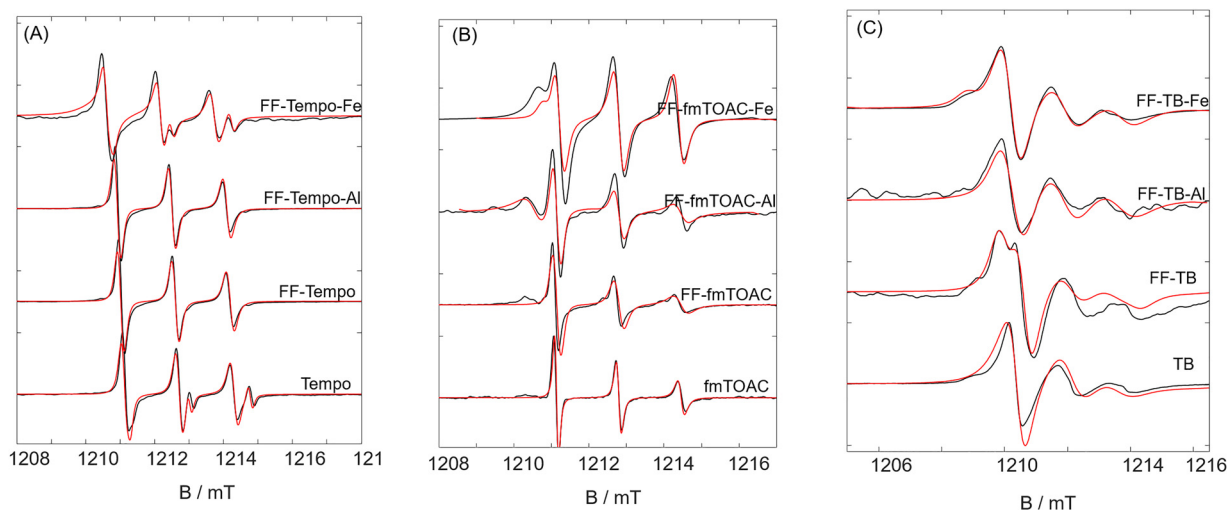 (A)
FF-Tempo-Fe
FF-Tempo-Al
FF-Tempo
Tempo
1208 1210 1212 1214 1216 121
B / mT
(B)
FF-fmTOAC-Fe
FF-fmTOAC-Al
FF-fmTOAC
fmTOAC
1208 1210 1212 1214 1216
B / mT
(C)
FF-TB-Fe
FF-TB-Al
FF-TB
TB
1206 1210 1214 1216
B / mT